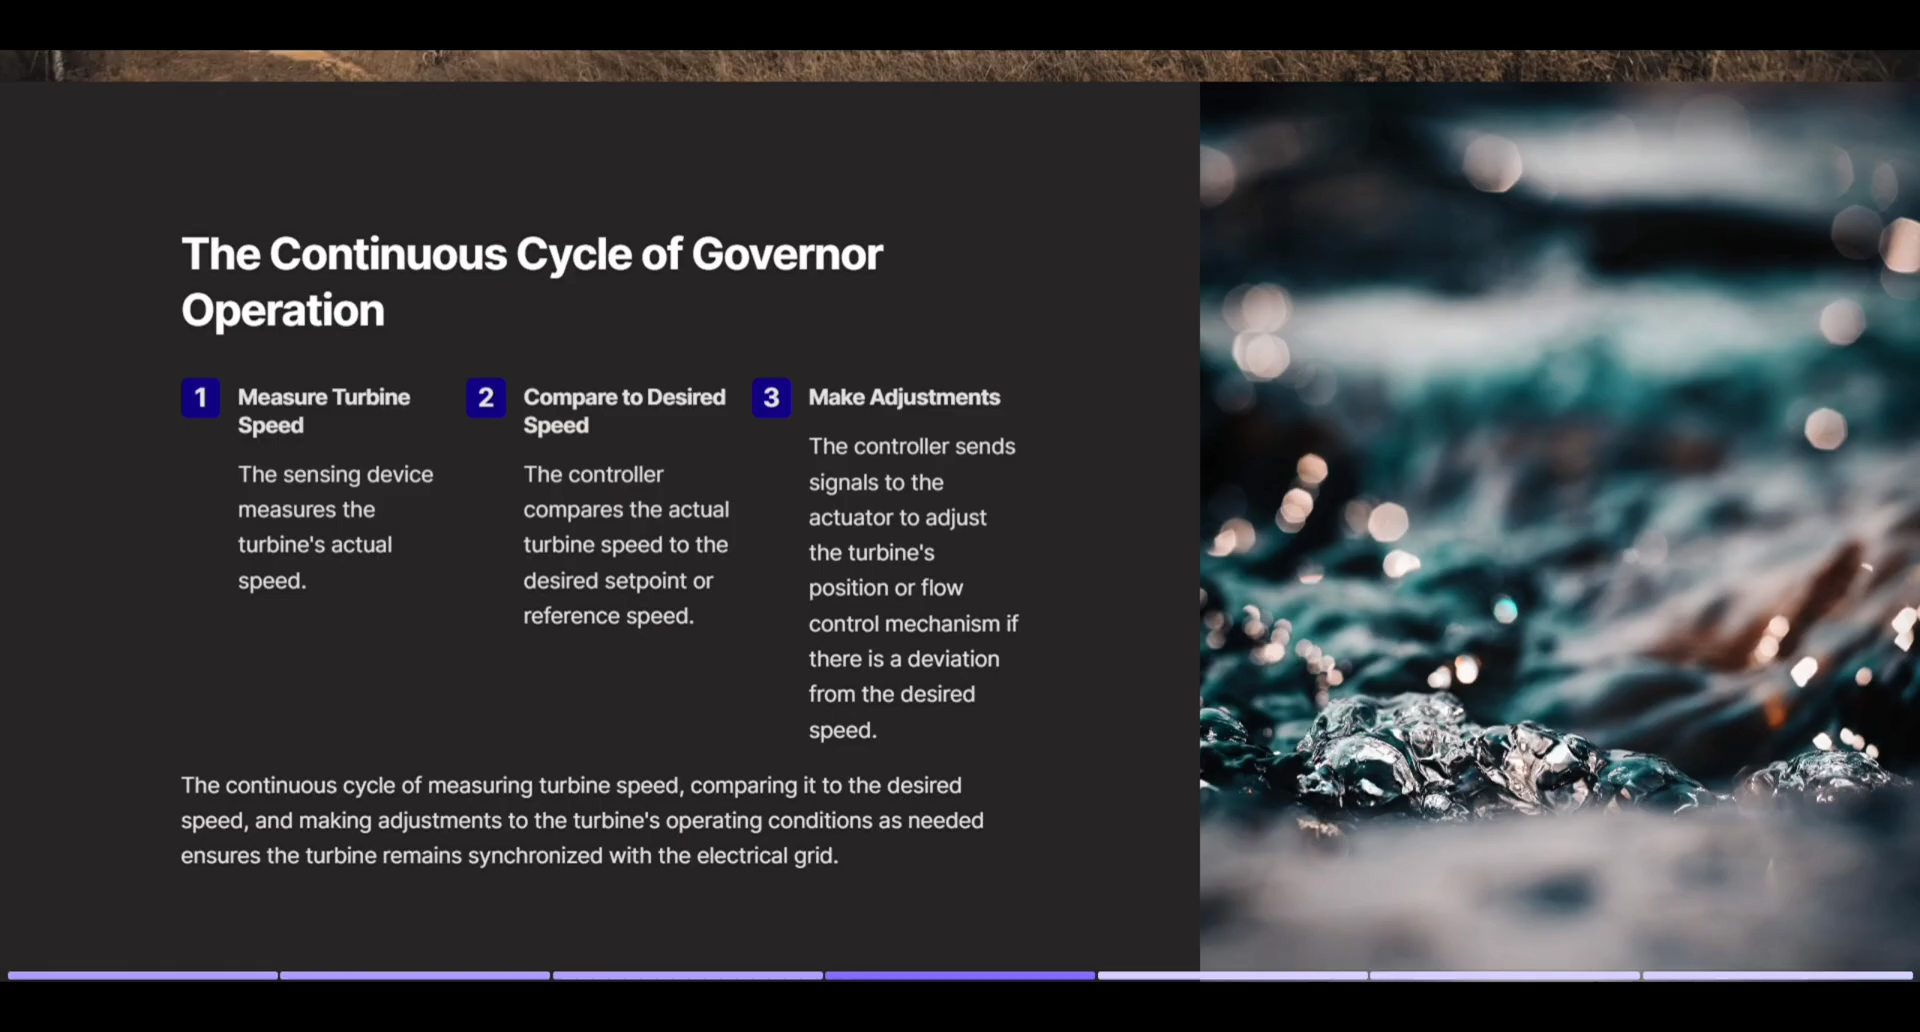 The Continuous Cycle of Governor
Operation
1
Measure Turbine
Speed
The sensing device
measures the
turbine's actual
speed.
2
Compare to Desired
Speed
The controller
compares the actual
turbine speed to the
desired setpoint or
reference speed.
3
Make Adjustments
The controller sends
signals to the
actuator to adjust
the turbine's
position or flow
control mechanism if
there is a deviation
from the desired
speed.
The continuous cycle of measuring turbine speed, comparing it to the desired
speed, and making adjustments to the turbine's operating conditions as needed
ensures the turbine remains synchronized with the electrical grid.